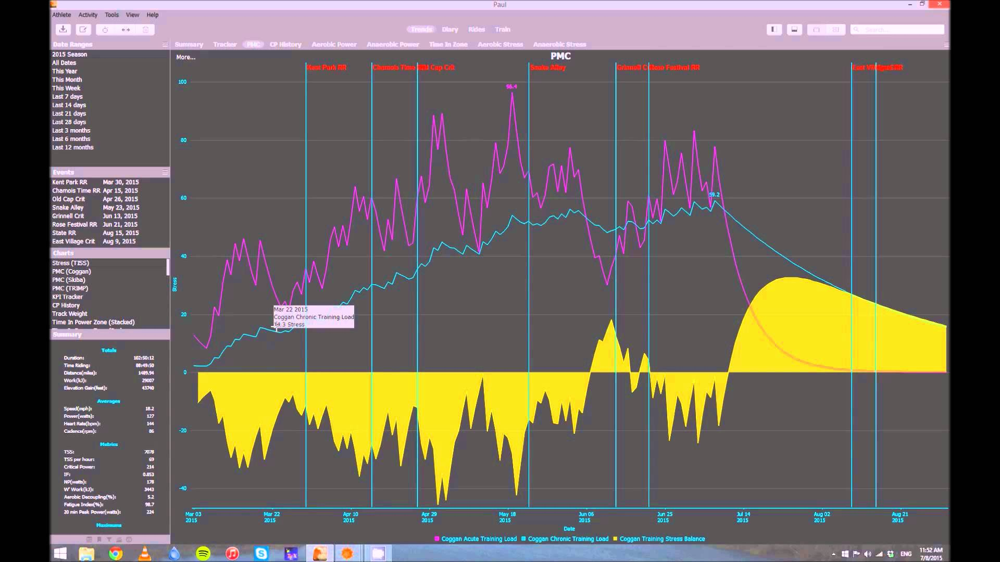 Paul
Athlete Activity Tools View Help
Trends Diary Rides Train
Search...
Date Ranges
2015 Season
All Dates
This Year
This Month
This Week
Last 7 days
Last 14 days
Last 21 days
Last 28 days
Last 3 months
Last 6 months
Last 12 months
Events
Kent Park RR Mar 30, 2015
Chamois Time RR Apr 15, 2015
Old Cap Crit Apr 26, 2015
Snake Alley May 23, 2015
Grinnell Crit Jun 13, 2015
Rose Festival RR Jun 21, 2015
State RR Aug 15, 2015
East Village Crit Aug 9, 2015
Charts
Stress (TISS)
PMC (Coggan)
PMC (Skiba)
PMC (TRIMP)
KPI Tracker
CP History
Track Weight
Time In Power Zone (Stacked)
Summary
Totals
Duration: 102:50:12
Time Riding: 88:49:50
Distance(miles): 1489.94
Work(kJ): 29007
Elevation Gain(feet): 43740
Averages
Speed(mph): 18.2
Power(watts): 127
Heart Rate(bpm): 144
Cadence(rpm): 86
Metrics
TSS: 7078
TSS per hour: 69
Critical Power: 214
IF: 0.853
NP(watts): 178
W' Work(kJ): 3443
Aerobic Decoupling(%): 5.2
Fatigue Index(%): 98.7
20 min Peak Power(watts): 224
Maximums
Summary Tracker PMC CP History Aerobic Power Anaerobic Power Time In Zone Aerobic Stress Anaerobic Stress
More...
PMC
Kent Park RR Chamois Time Cap Crit Snake Alley Grinnell Festival RR East
96.4
59.2
100
80
60
40
20
0
-20
-40
Stress
Mar 22 2015
Coggan Chronic Training Load
14.3 Stress
Mar 03 Mar 22 Apr 10 Apr 29 May 18 Jun 06 Jun 25 Jul 14 Aug 02 Aug 21
2015 2015 2015 2015 2015 2015 2015 2015 2015 2015
Date
Coggan Acute Training Load Coggan Chronic Training Load Coggan Training Stress Balance
ENG
11:52 AM
7/8/2015